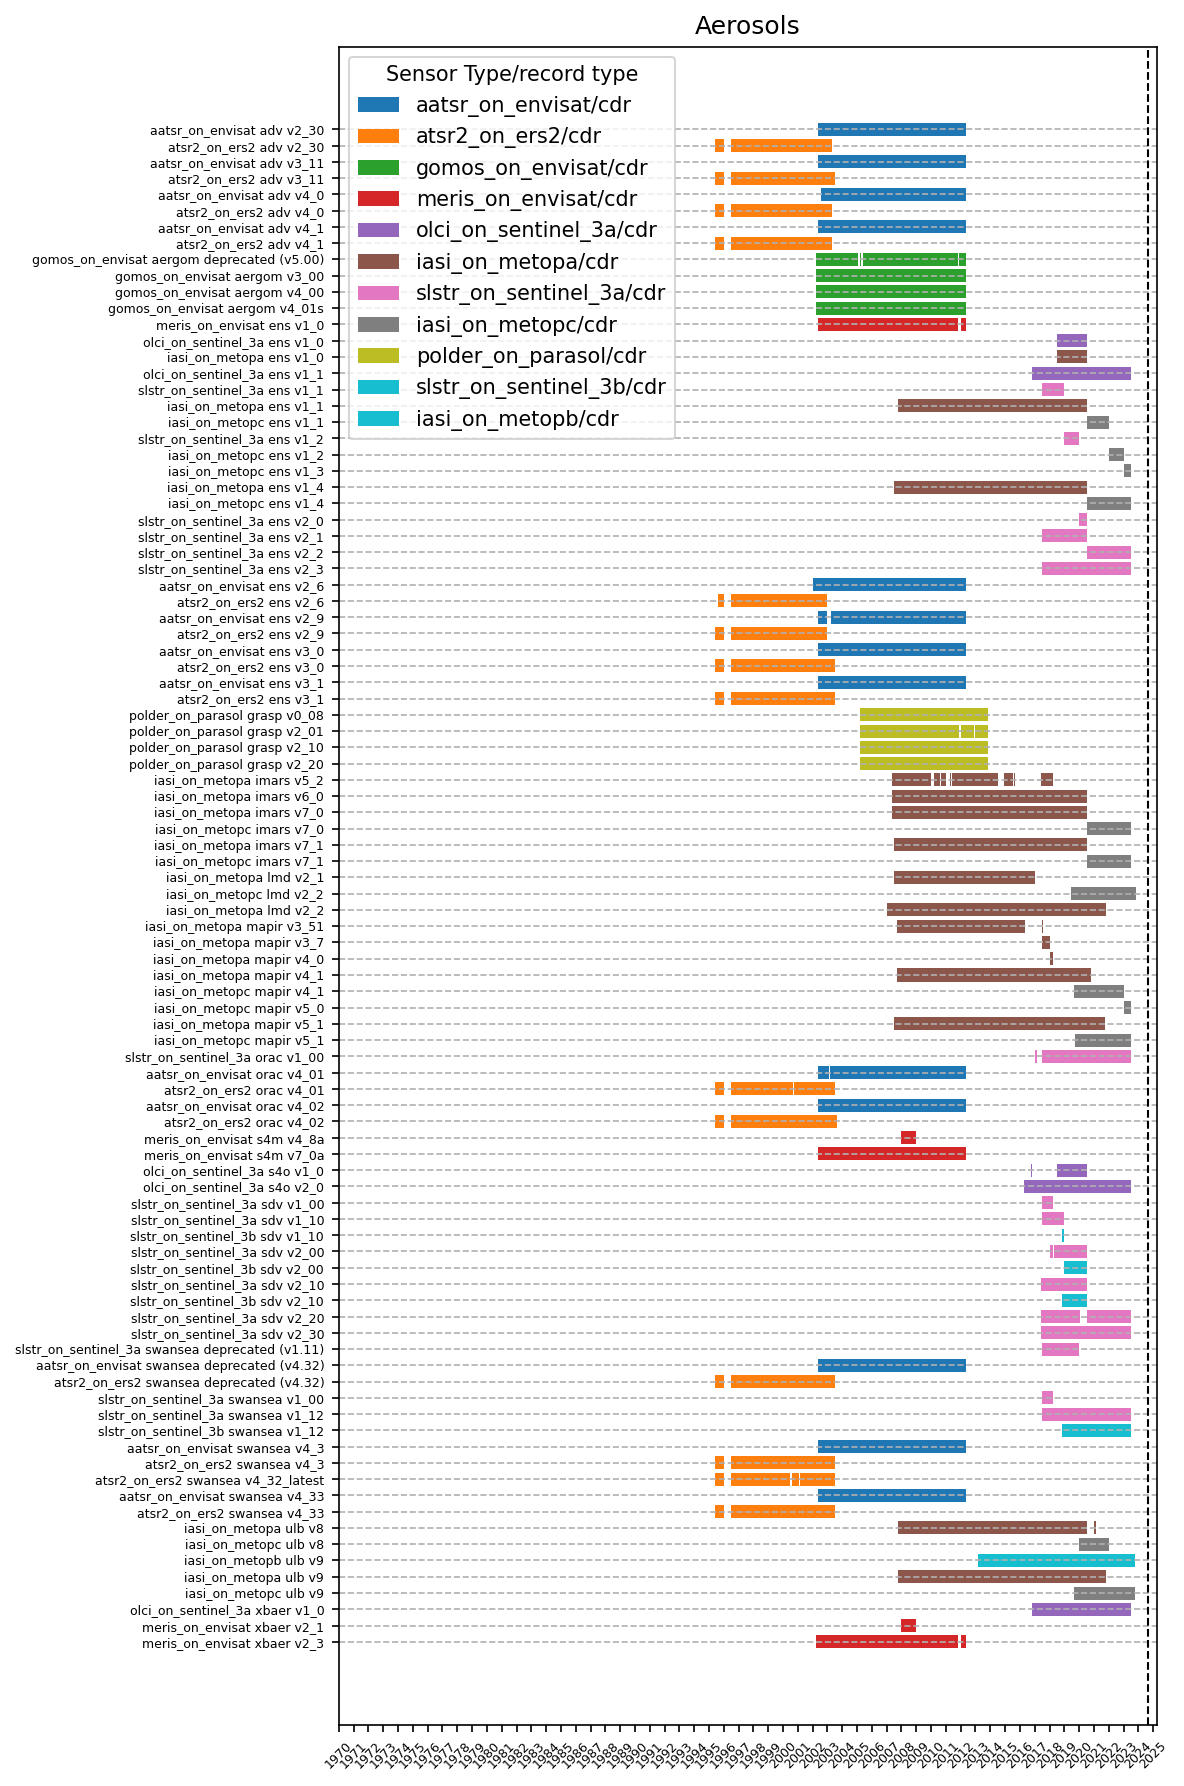 Aerosols
Sensor Type/record type
aatsr_on_envisat/cdr
atsr2_on_ers2/cdr
gomos_on_envisat/cdr
meris_on_envisat/cdr
olci_on_sentinel_3a/cdr
iasi_on_metopa/cdr
slstr_on_sentinel_3a/cdr
iasi_on_metopc/cdr
polder_on_parasol/cdr
slstr_on_sentinel_3b/cdr
iasi_on_metopb/cdr
aatsr_on_envisat adv v2_30
atsr2_on_ers2 adv v2_30
aatsr_on_envisat adv v3_11
atsr2_on_ers2 adv v3_11
aatsr_on_envisat adv v4_0
atsr2_on_ers2 adv v4_0
aatsr_on_envisat adv v4_1
atsr2_on_ers2 adv v4_1
gomos_on_envisat aergom deprecated (v5.00)
gomos_on_envisat aergom v3_00
gomos_on_envisat aergom v4_00
gomos_on_envisat aergom v4_01s
meris_on_envisat ens v1_0
olci_on_sentinel_3a ens v1_0
iasi_on_metopa ens v1_0
olci_on_sentinel_3a ens v1_1
slstr_on_sentinel_3a ens v1_1
iasi_on_metopa ens v1_1
iasi_on_metopc ens v1_1
slstr_on_sentinel_3a ens v1_2
iasi_on_metopc ens v1_2
iasi_on_metopc ens v1_3
iasi_on_metopa ens v1_4
iasi_on_metopc ens v1_4
slstr_on_sentinel_3a ens v2_0
slstr_on_sentinel_3a ens v2_1
slstr_on_sentinel_3a ens v2_2
slstr_on_sentinel_3a ens v2_3
aatsr_on_envisat ens v2_6
atsr2_on_ers2 ens v2_6
aatsr_on_envisat ens v2_9
atsr2_on_ers2 ens v2_9
aatsr_on_envisat ens v3_0
atsr2_on_ers2 ens v3_0
aatsr_on_envisat ens v3_1
atsr2_on_ers2 ens v3_1
polder_on_parasol grasp v0_08
polder_on_parasol grasp v2_01
polder_on_parasol grasp v2_10
polder_on_parasol grasp v2_20
iasi_on_metopa imars v5_2
iasi_on_metopa imars v6_0
iasi_on_metopa imars v7_0
iasi_on_metopc imars v7_0
iasi_on_metopa imars v7_1
iasi_on_metopc imars v7_1
iasi_on_metopa lmd v2_1
iasi_on_metopc lmd v2_2
iasi_on_metopa lmd v2_2
iasi_on_metopa mapir v3_51
iasi_on_metopa mapir v3_7
iasi_on_metopa mapir v4_0
iasi_on_metopa mapir v4_1
iasi_on_metopc mapir v4_1
iasi_on_metopc mapir v5_0
iasi_on_metopa mapir v5_1
iasi_on_metopc mapir v5_1
slstr_on_sentinel_3a orac v1_00
aatsr_on_envisat orac v4_01
atsr2_on_ers2 orac v4_01
aatsr_on_envisat orac v4_02
atsr2_on_ers2 orac v4_02
meris_on_envisat s4m v4_8a
meris_on_envisat s4m v7_0a
olci_on_sentinel_3a s4o v1_0
olci_on_sentinel_3a s4o v2_0
slstr_on_sentinel_3a sdv v1_00
slstr_on_sentinel_3a sdv v1_10
slstr_on_sentinel_3b sdv v1_10
slstr_on_sentinel_3a sdv v2_00
slstr_on_sentinel_3b sdv v2_00
slstr_on_sentinel_3a sdv v2_10
slstr_on_sentinel_3b sdv v2_10
slstr_on_sentinel_3a sdv v2_20
slstr_on_sentinel_3a sdv v2_30
slstr_on_sentinel_3a swansea deprecated (v1.11)
aatsr_on_envisat swansea deprecated (v4.32)
atsr2_on_ers2 swansea deprecated (v4.32)
slstr_on_sentinel_3a swansea v1_00
slstr_on_sentinel_3a swansea v1_12
slstr_on_sentinel_3b swansea v1_12
aatsr_on_envisat swansea v4_3
atsr2_on_ers2 swansea v4_3
atsr2_on_ers2 swansea v4_32_latest
aatsr_on_envisat swansea v4_33
atsr2_on_ers2 swansea v4_33
iasi_on_metopa ulb v8
iasi_on_metopc ulb v8
iasi_on_metopb ulb v9
iasi_on_metopa ulb v9
iasi_on_metopc ulb v9
olci_on_sentinel_3a xbaer v1_0
meris_on_envisat xbaer v2_1
meris_on_envisat xbaer v2_3
1970 1971 1972 1973 1974 1975 1976 1977 1978 1979 1980 1981 1982 1983 1984 1985 1986 1987 1988 1989 1990 1991 1992 1993 1994 1995 1996 1997 1998 1999 2000 2001 2002 2003 2004 2005 2006 2007 2008 2009 2010 2011 2012 2013 2014 2015 2016 2017 2018 2019 2020 2021 2022 2023 2024 2025